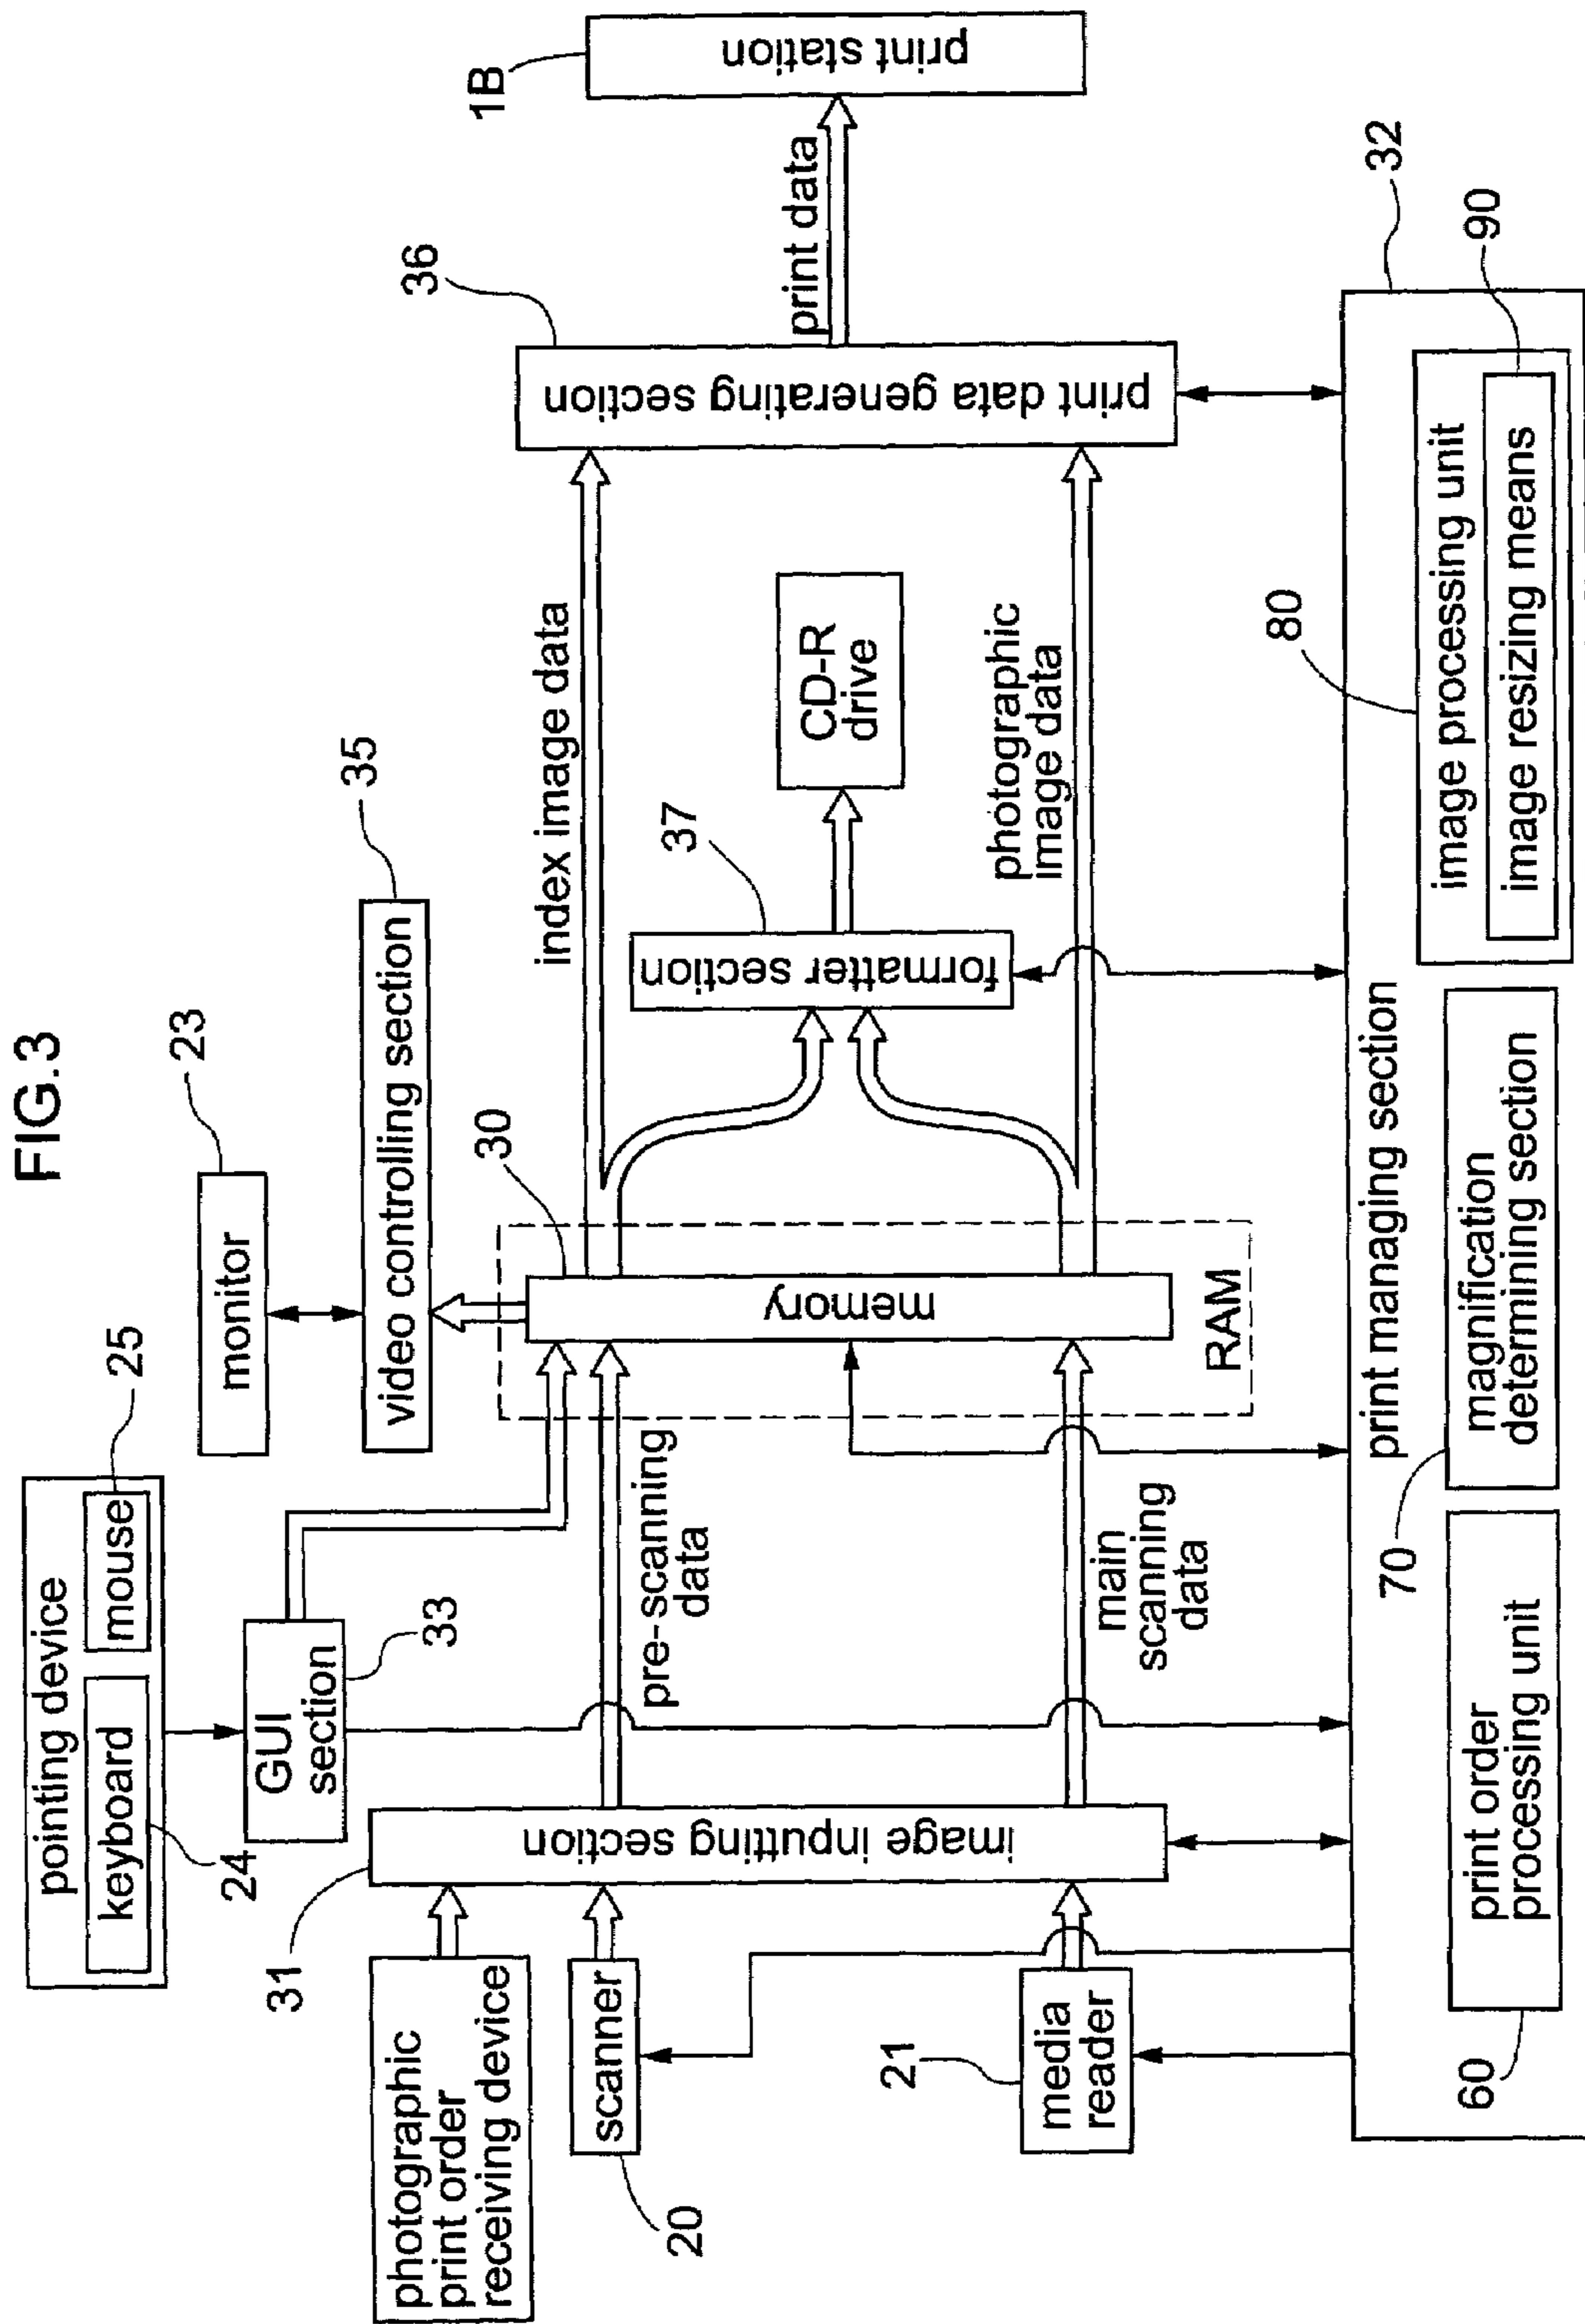 FIG.3
pointing device
keyboard
mouse
24
25
GUI
section
33
monitor
23
video controlling section
35
photographic
print order
receiving device
31
image inputting section
scanner
20
21
media
reader
pre-scanning
data
main
scanning
data
30
memory
RAM
index image data
photographic
image data
37
formatter section
CD-R
drive
36
print data generating section
print data
1B
print station
32
print managing section
60
print order
processing unit
70
magnification
determining section
80
image processing unit
90
image resizing means